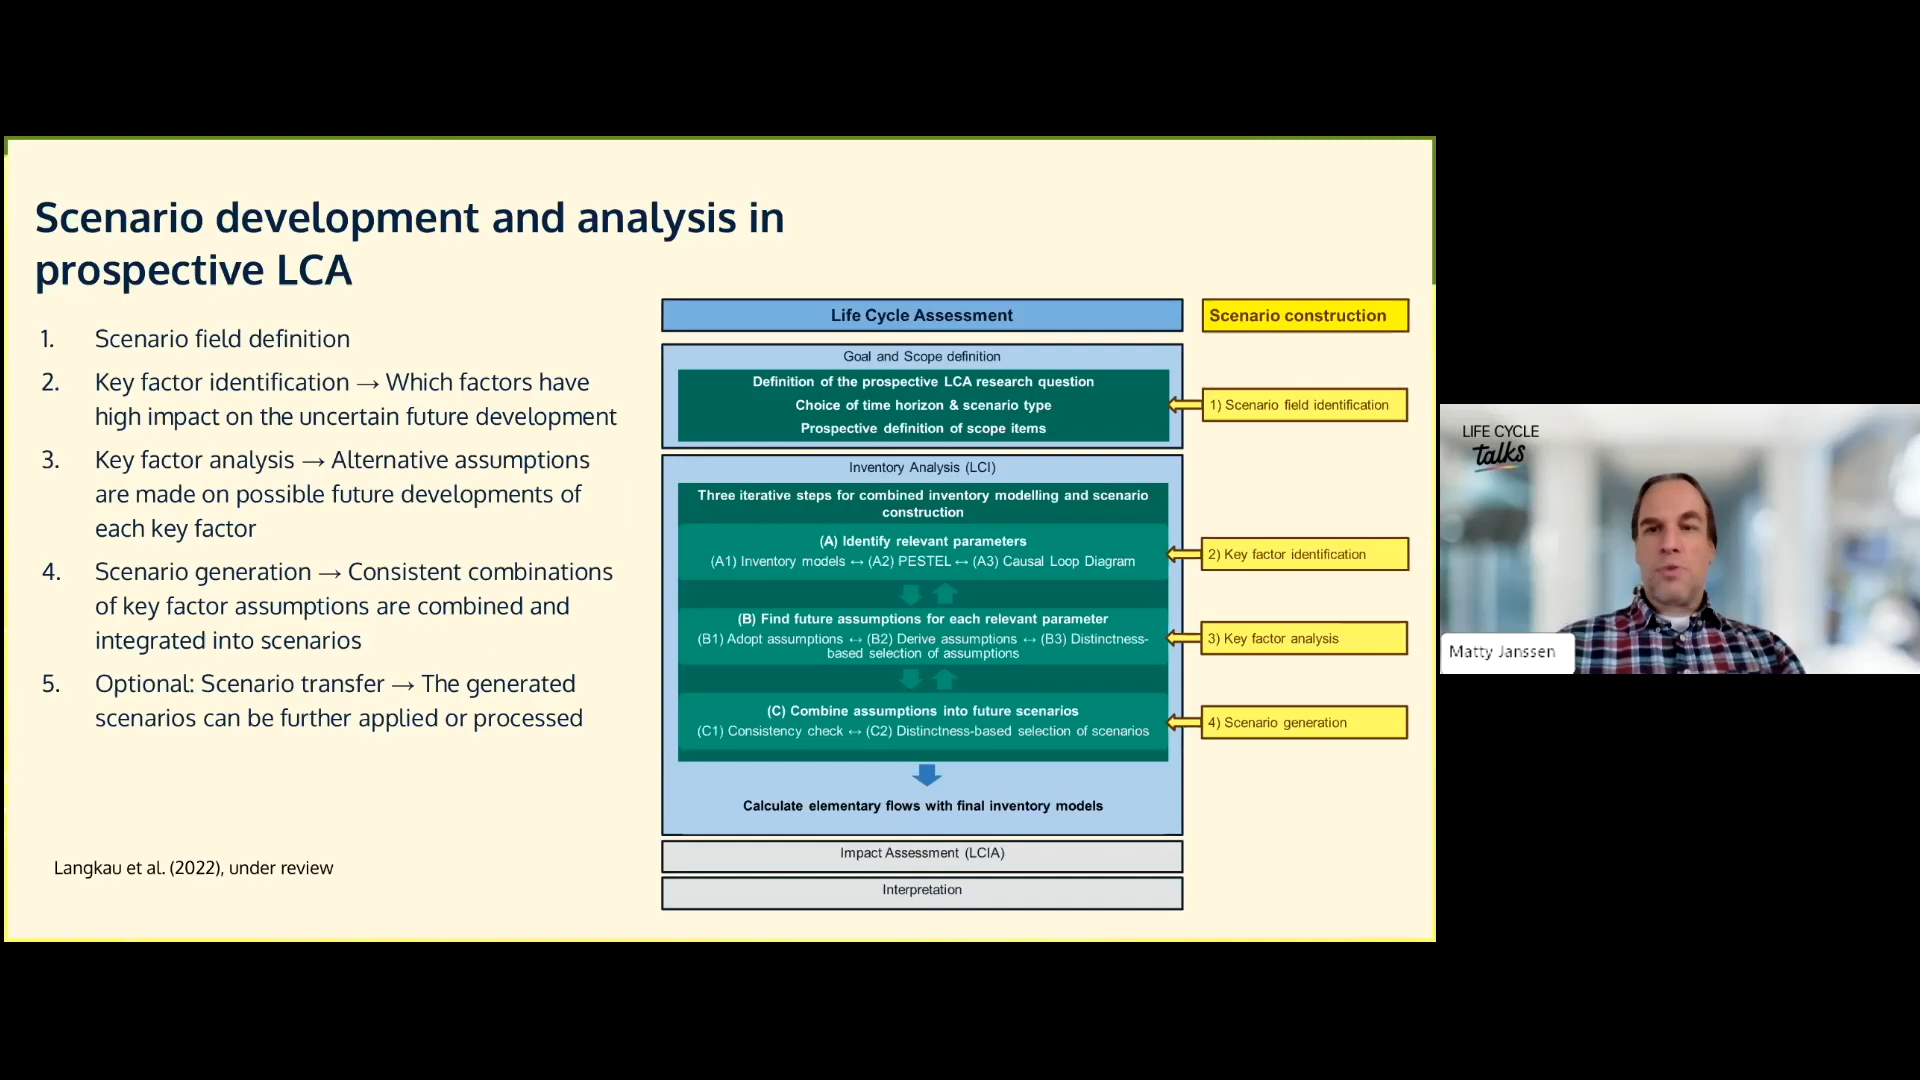 Scenario development and analysis in
prospective LCA
1. Scenario field definition
2. Key factor identification → Which factors have
high impact on the uncertain future development
3. Key factor analysis → Alternative assumptions
are made on possible future developments of
each key factor
4. Scenario generation → Consistent combinations
of key factor assumptions are combined and
integrated into scenarios
5. Optional: Scenario transfer → The generated
scenarios can be further applied or processed
Langkau et al. (2022), under review
Life Cycle Assessment
Scenario construction
Goal and Scope definition
Definition of the prospective LCA research question
Choice of time horizon & scenario type
Prospective definition of scope items
1) Scenario field identification
Inventory Analysis (LCI)
Three iterative steps for combined inventory modelling and scenario
construction
(A) Identify relevant parameters
(A1) Inventory models ↔ (A2) PESTEL ↔ (A3) Causal Loop Diagram
2) Key factor identification
(B) Find future assumptions for each relevant parameter
(B1) Adopt assumptions ↔ (B2) Derive assumptions ↔ (B3) Distinctness-
based selection of assumptions
3) Key factor analysis
(C) Combine assumptions into future scenarios
(C1) Consistency check ↔ (C2) Distinctness-based selection of scenarios
4) Scenario generation
Calculate elementary flows with final inventory models
Impact Assessment (LCIA)
Interpretation
LIFE CYCLE
talks
Matty Janssen